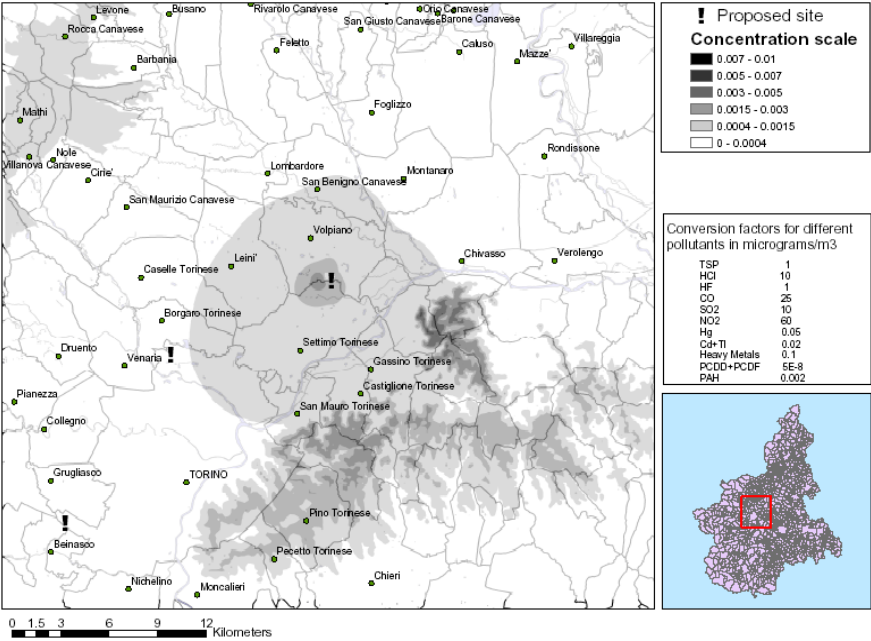 Levone
Busano
Rivarolo Canavese
Orio Canavese
Barone Canavese
San Giusto Canavese
Rocca Canavese
Feletto
Caluso
Villareggia
Mazze'
Barbania
Mathi
Foglizzo
Nole
Rondissone
Villanova Canavese
Cirie'
Lombardore
Montanaro
San Benigno Canavese
San Maurizio Canavese
Volpiano
Leini'
Chivasso
Verolengo
Caselle Torinese
!
Borgaro Torinese
Settimo Torinese
Druento
Venaria
!
Gassino Torinese
Castiglione Torinese
Pianezza
San Mauro Torinese
Collegno
Grugliasco
TORINO
Pino Torinese
!
Beinasco
Pecetto Torinese
Nichelino
Moncalieri
Chieri
0 1.5 3 6 9 12
Kilometers
! Proposed site
Concentration scale
0.007 - 0.01
0.005 - 0.007
0.003 - 0.005
0.0015 - 0.003
0.0004 - 0.0015
0 - 0.0004
Conversion factors for different
pollutants in micrograms/m3
TSP 1
HCl 10
HF 1
CO 25
SO2 10
NO2 60
Hg 0.05
Cd+Tl 0.02
Heavy Metals 0.1
PCDD+PCDF 5E-8
PAH 0.002